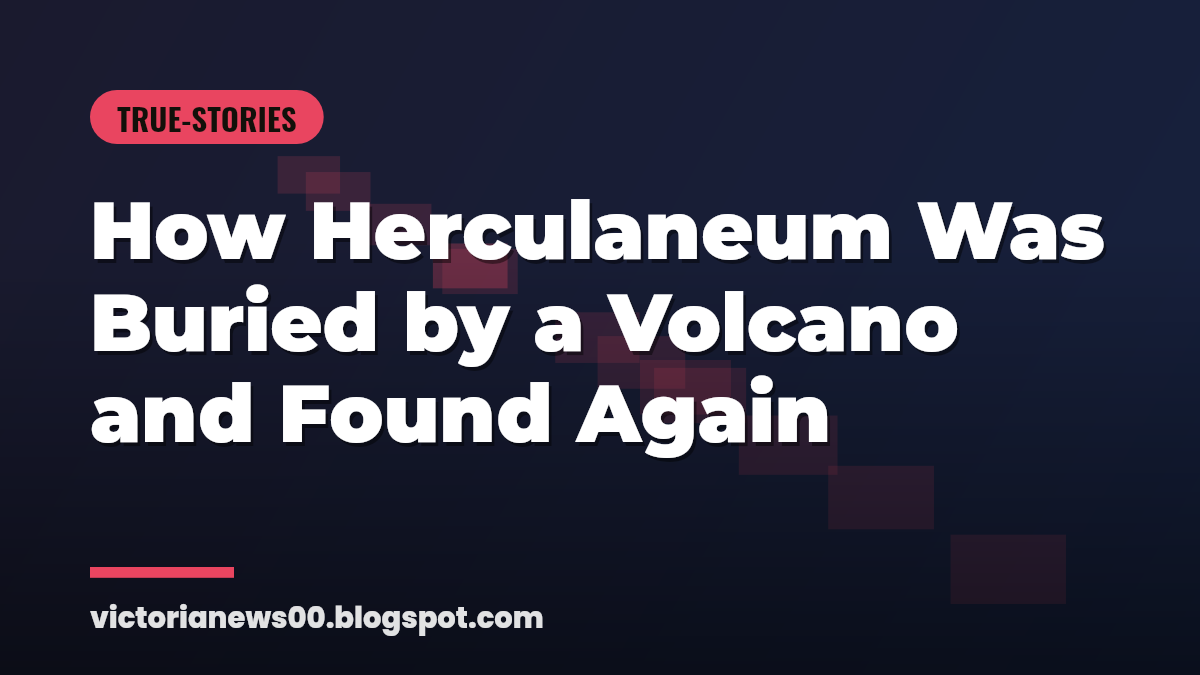 TRUE-STORIES
How Herculaneum Was
Buried by a Volcano
and Found Again
victorianews00.blogspot.com